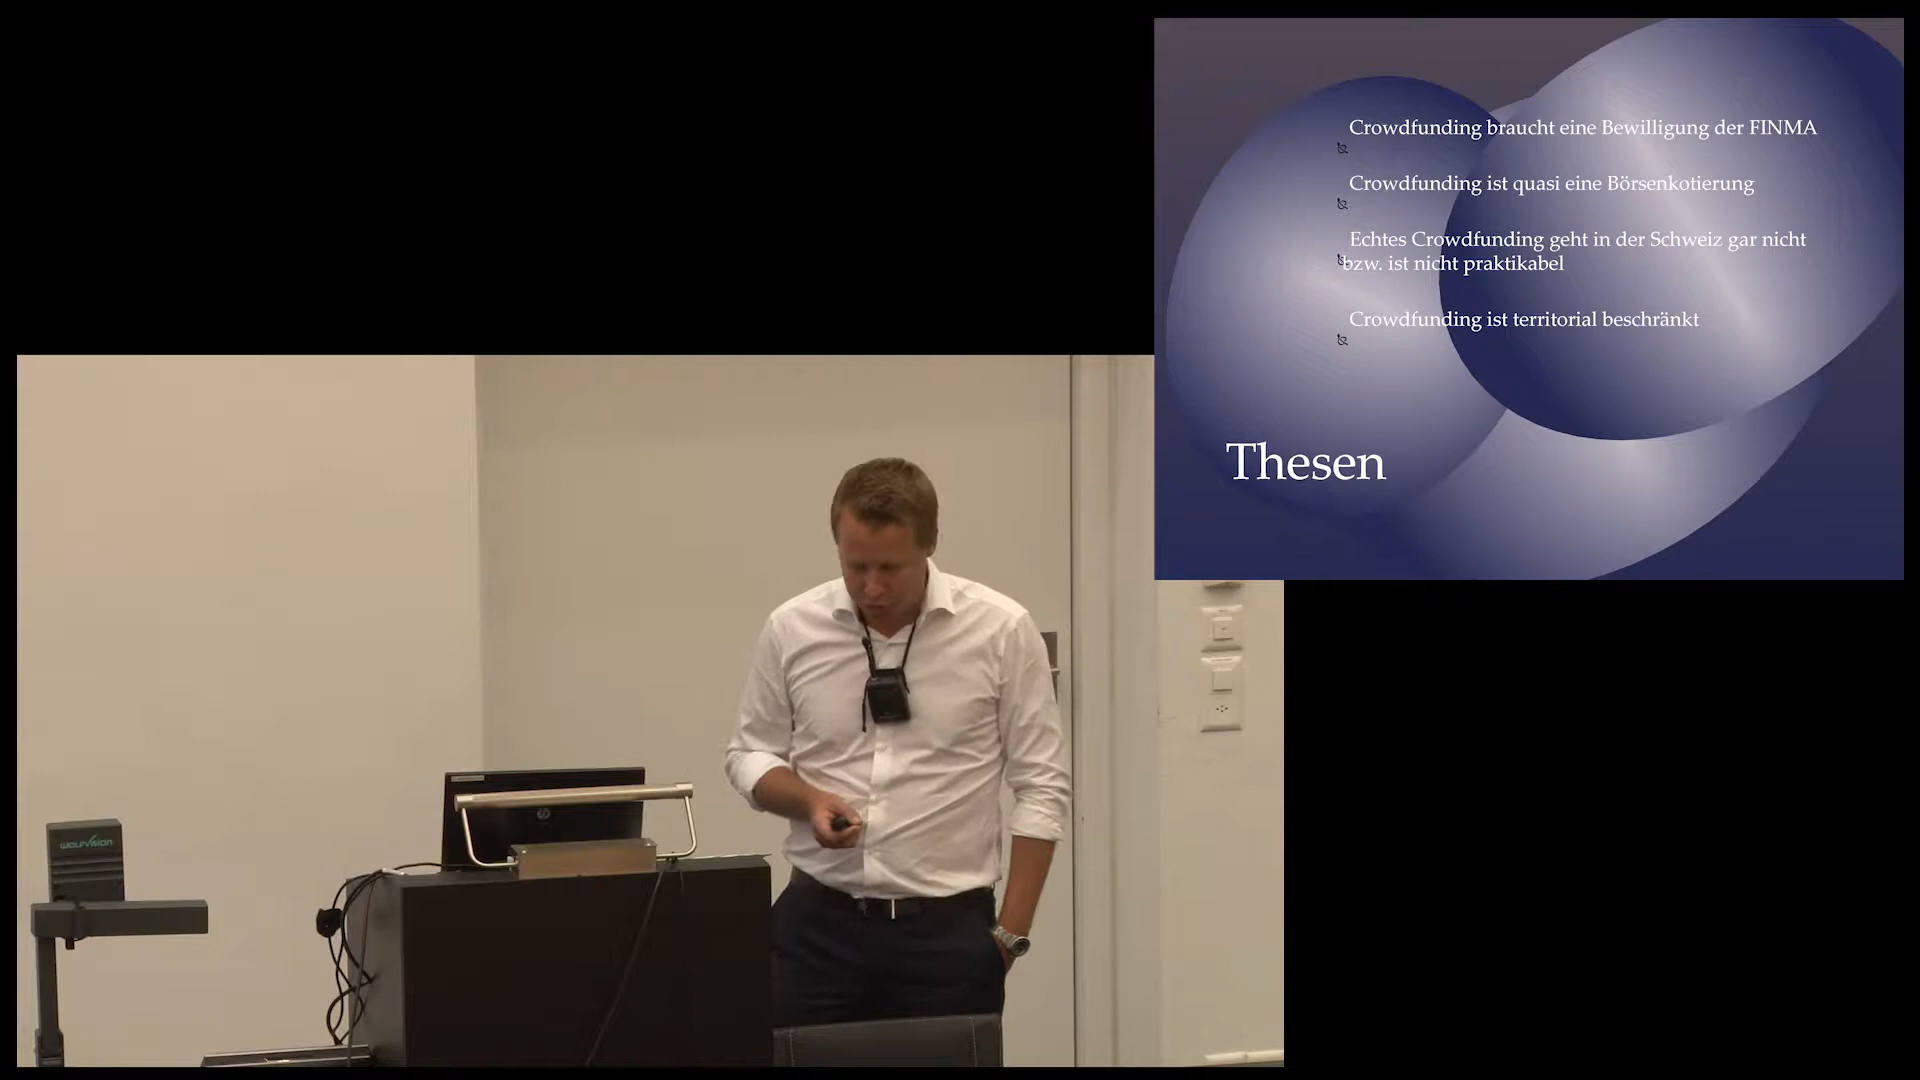 Crowdfunding braucht eine Bewilligung der FINMA
Crowdfunding ist quasi eine Börsenkotierung
Echtes Crowdfunding geht in der Schweiz gar nicht
bzw. ist nicht praktikabel
Crowdfunding ist territorial beschränkt
Thesen
WOLFVISION
hp